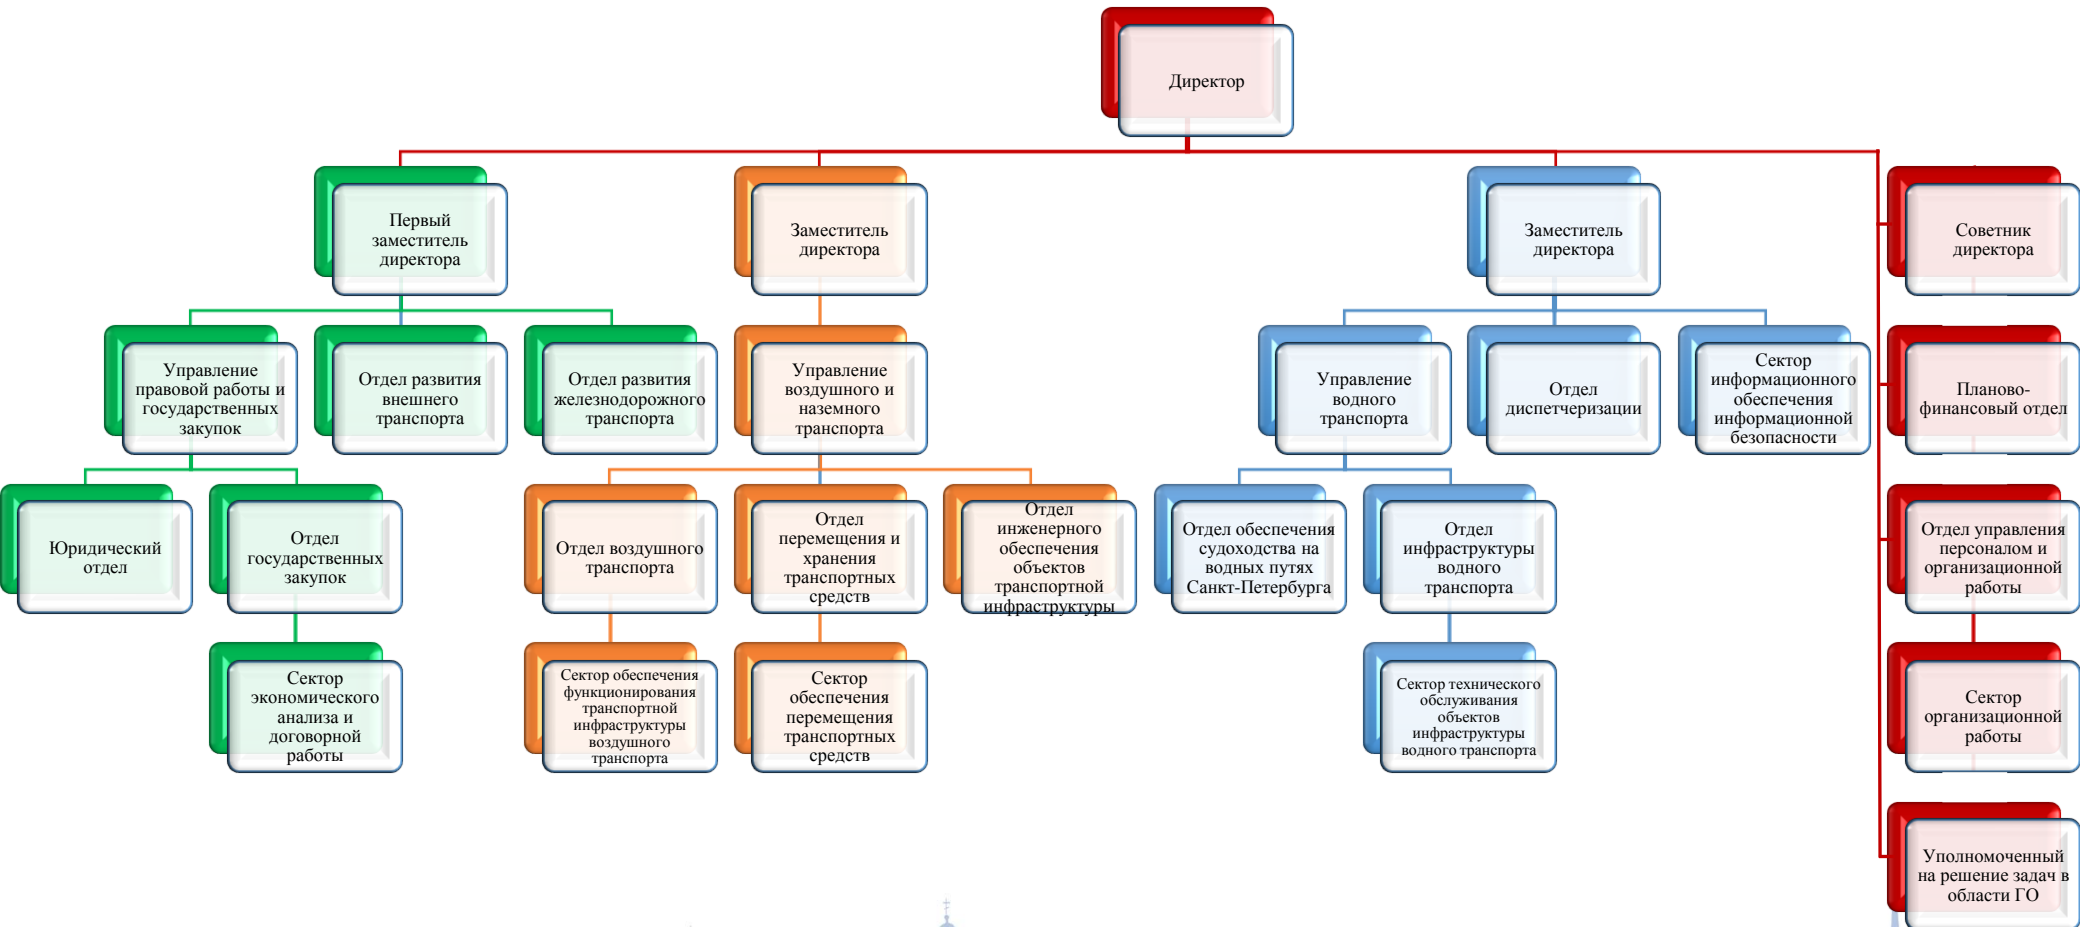 Директор
Первый
заместитель
директора
Заместитель
директора
Заместитель
директора
Советник
директора
Управление
правовой работы и
государственных
закупок
Отдел развития
внешнего
транспорта
Отдел развития
железнодорожного
транспорта
Управление
воздушного и
наземного
транспорта
Управление
водного
транспорта
Отдел
диспетчеризации
Сектор
информационного
обеспечения
информационной
безопасности
Планово-
финансовый отдел
Юридический
отдел
Отдел
государственных
закупок
Отдел воздушного
транспорта
Отдел
перемещения и
хранения
транспортных
средств
Отдел
инженерного
обеспечения
объектов
транспортной
инфраструктуры
Отдел обеспечения
судоходства на
водных путях
Санкт-Петербурга
Отдел
инфраструктуры
водного
транспорта
Отдел управления
персоналом и
организационной
работы
Сектор
экономического
анализа и
договорной
работы
Сектор обеспечения
функционирования
транспортной
инфраструктуры
воздушного
транспорта
Сектор
обеспечения
перемещения
транспортных
средств
Сектор технического
обслуживания
объектов
инфраструктуры
водного транспорта
Сектор
организационной
работы
Уполномоченный
на решение задач в
области ГО